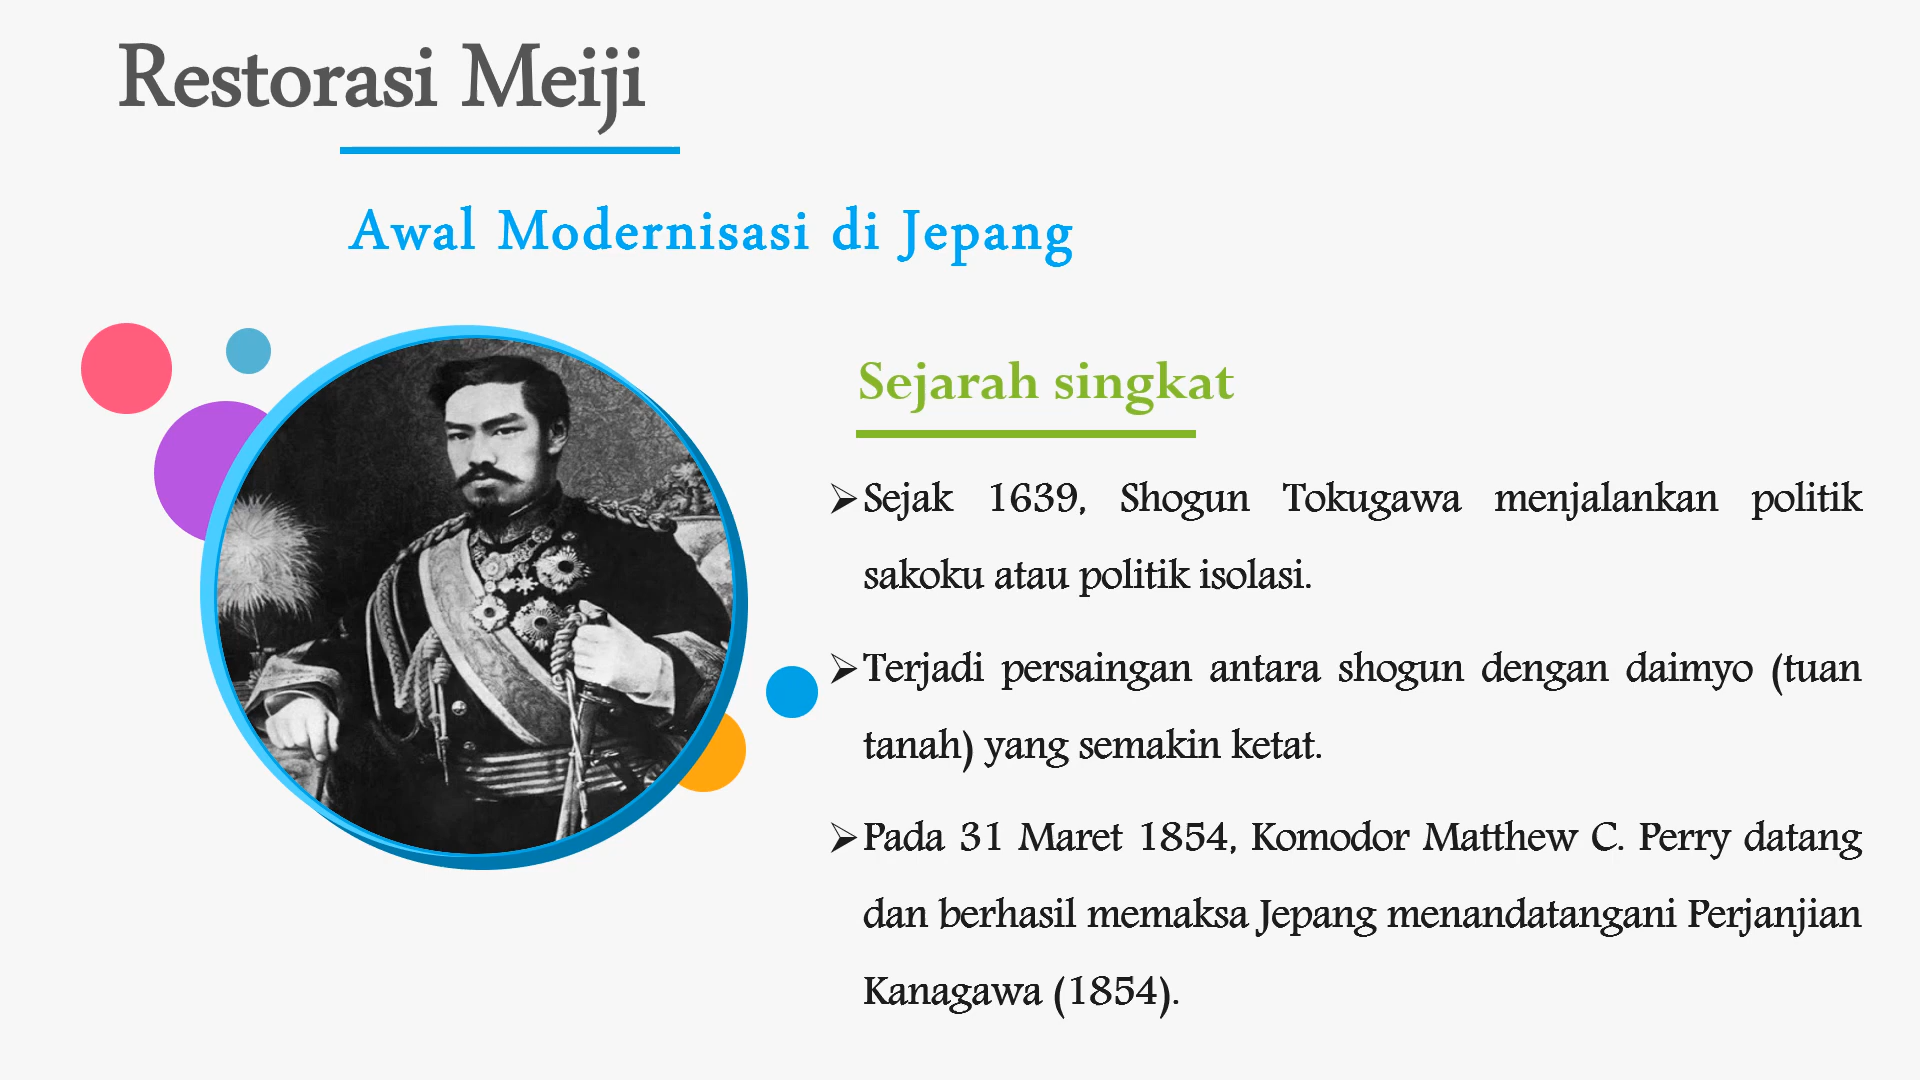 Restorasi Meiji
Awal Modernisasi di Jepang
Sejarah singkat
➢Sejak 1639, Shogun Tokugawa menjalankan politik
sakoku atau politik isolasi.
➢Terjadi persaingan antara shogun dengan daimyo (tuan
tanah) yang semakin ketat.
➢Pada 31 Maret 1854, Komodor Matthew C. Perry datang
dan berhasil memaksa Jepang menandatangani Perjanjian
Kanagawa (1854).